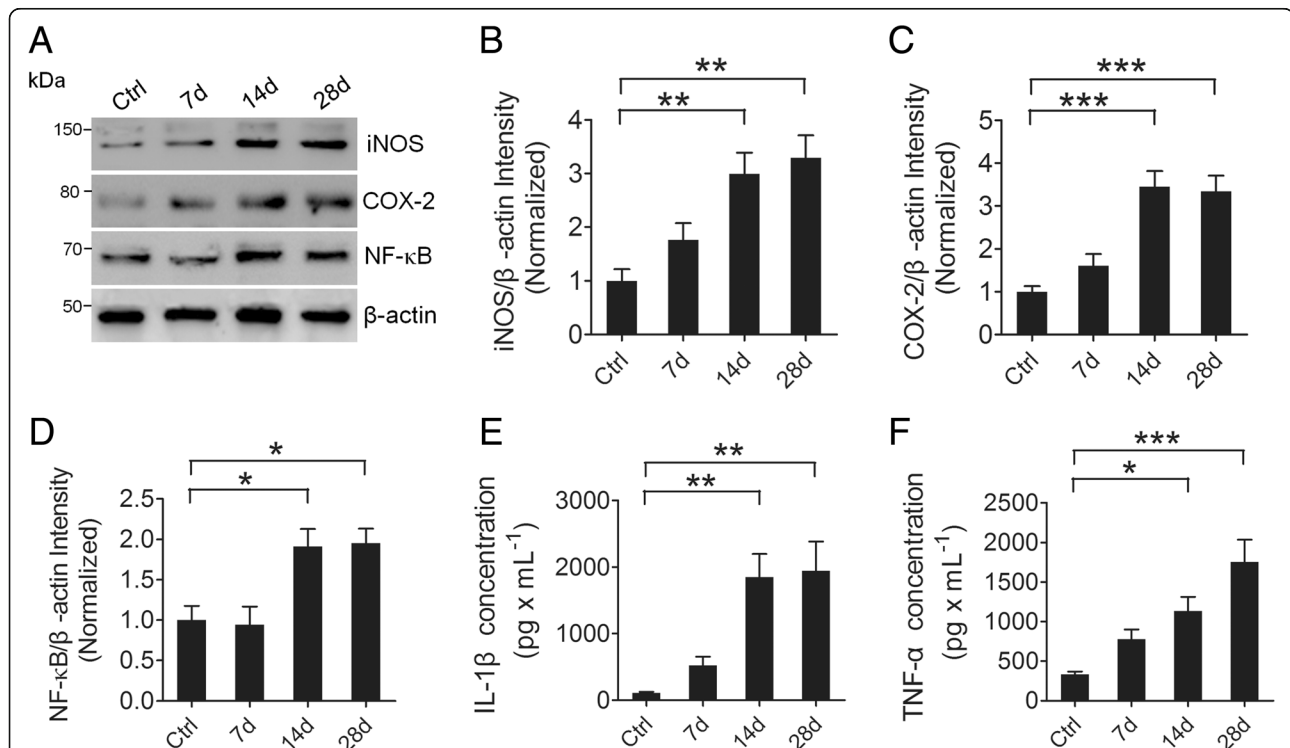 A
kDa
Ctrl 7d 14d 28d
150
iNOS
80
COX-2
70
NF-κB
50
β-actin
B
**
**
iNOS/β -actin Intensity
(Normalized)
4
3
2
1
0
Ctrl 7d 14d 28d
C
***
***
COX-2/β -actin Intensity
(Normalized)
5
4
3
2
1
0
Ctrl 7d 14d 28d
D
*
*
NF-κB/β -actin Intensity
(Normalized)
2.5
2.0
1.5
1.0
0.5
0.0
Ctrl 7d 14d 28d
E
**
**
IL-1β concentration
(pg x mL⁻¹)
3000
2000
1000
0
Ctrl 7d 14d 28d
F
***
*
TNF-α concentration
(pg x mL⁻¹)
2500
2000
1500
1000
500
0
Ctrl 7d 14d 28d